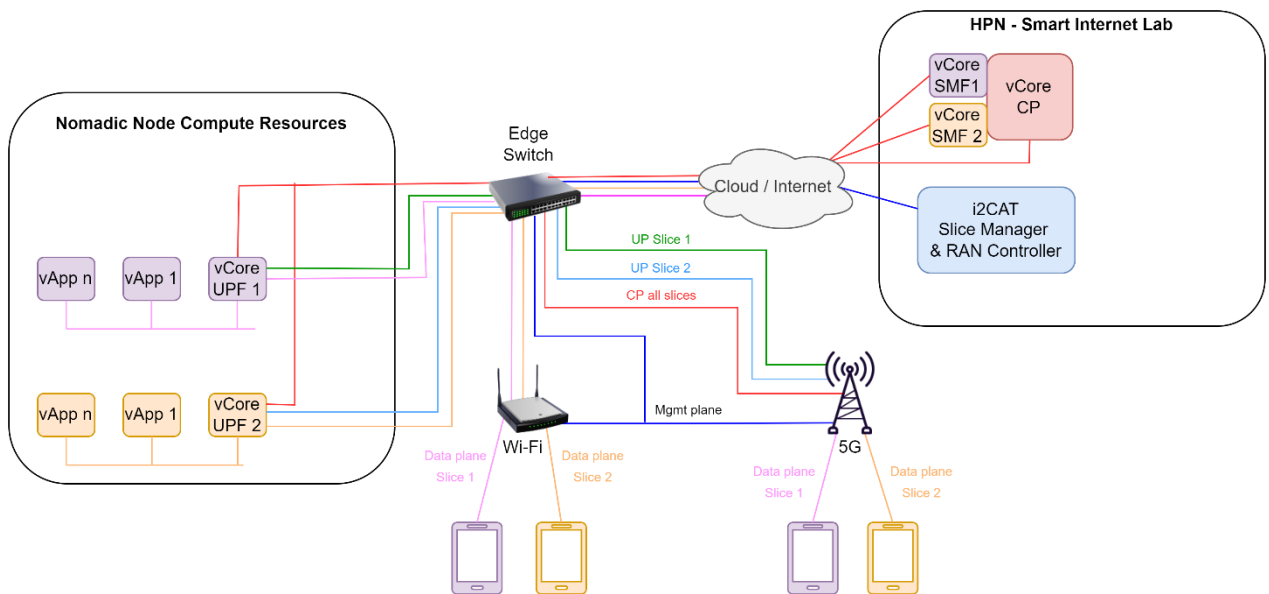 HPN - Smart Internet Lab
vCore
SMF1
vCore
CP
vCore
SMF 2
Nomadic Node Compute Resources
Edge
Switch
Cloud / Internet
i2CAT
Slice Manager
& RAN Controller
UP Slice 1
vApp n
vApp 1
vCore
UPF 1
UP Slice 2
CP all slices
vApp n
vApp 1
vCore
UPF 2
Mgmt plane
Wi-Fi
5G
Data plane
Slice 1
Data plane
Slice 2
Data plane
Slice 1
Data plane
Slice 2